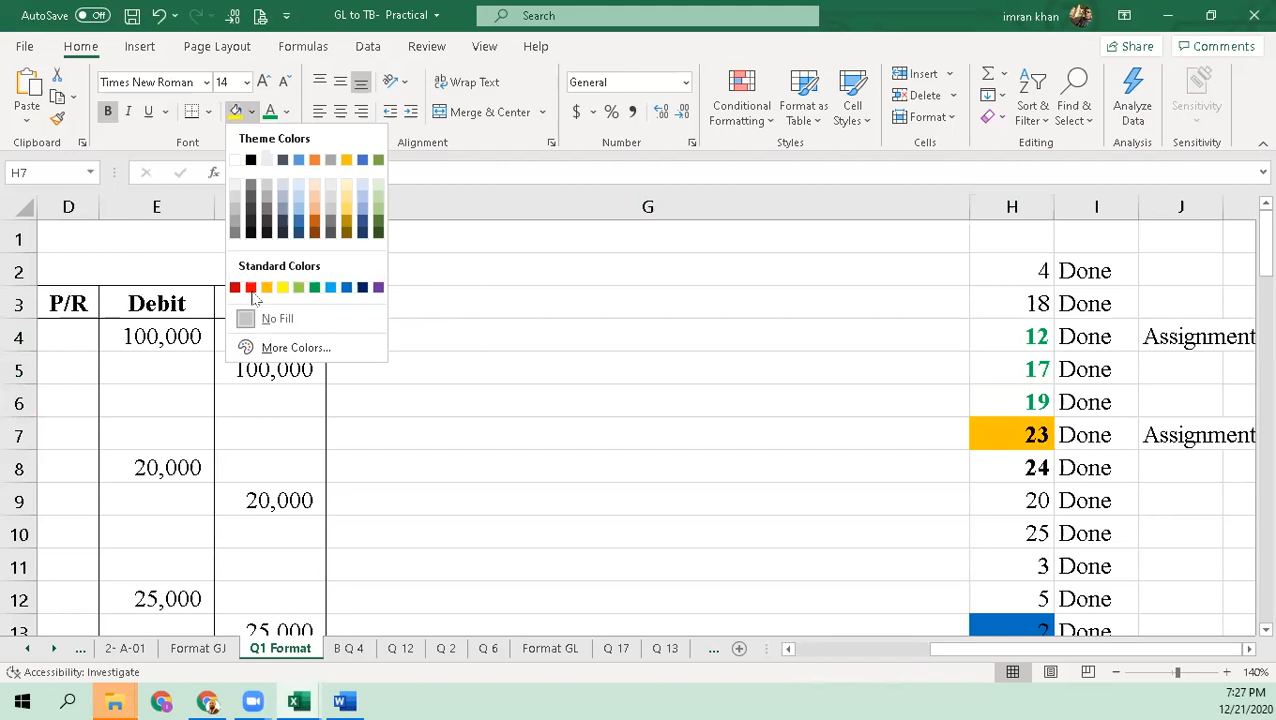 AutoSave Off GL to TB- Practical Search imran khan
File Home Insert Page Layout Formulas Data Review View Help Share Comments
Paste Times New Roman 14 Wrap Text General Conditional Formatting Format as Table Cell Styles Insert Delete Format Sort & Filter Find & Select Analyze Data Sensitivity
B I U A Merge & Center $ %
Clipboard Font Alignment Number Styles Cells Editing Analysis Sensitivity
H7 fx
Theme Colors
Standard Colors
No Fill
More Colors...
D E G H I J
1
2 4 Done
3 P/R Debit 18 Done
4 100,000 12 Done Assignment
5 100,000 17 Done
6 19 Done
7 23 Done Assignment
8 20,000 24 Done
9 20,000 20 Done
10 25 Done
11 3 Done
12 25,000 5 Done
13 25,000 2 Done
... 2- A-01 Format GJ Q1 Format B Q 4 Q 12 Q 2 Q 6 Format GL Q 17 Q 13 ...
Accessibility: Investigate 140%
7:27 PM
12/21/2020